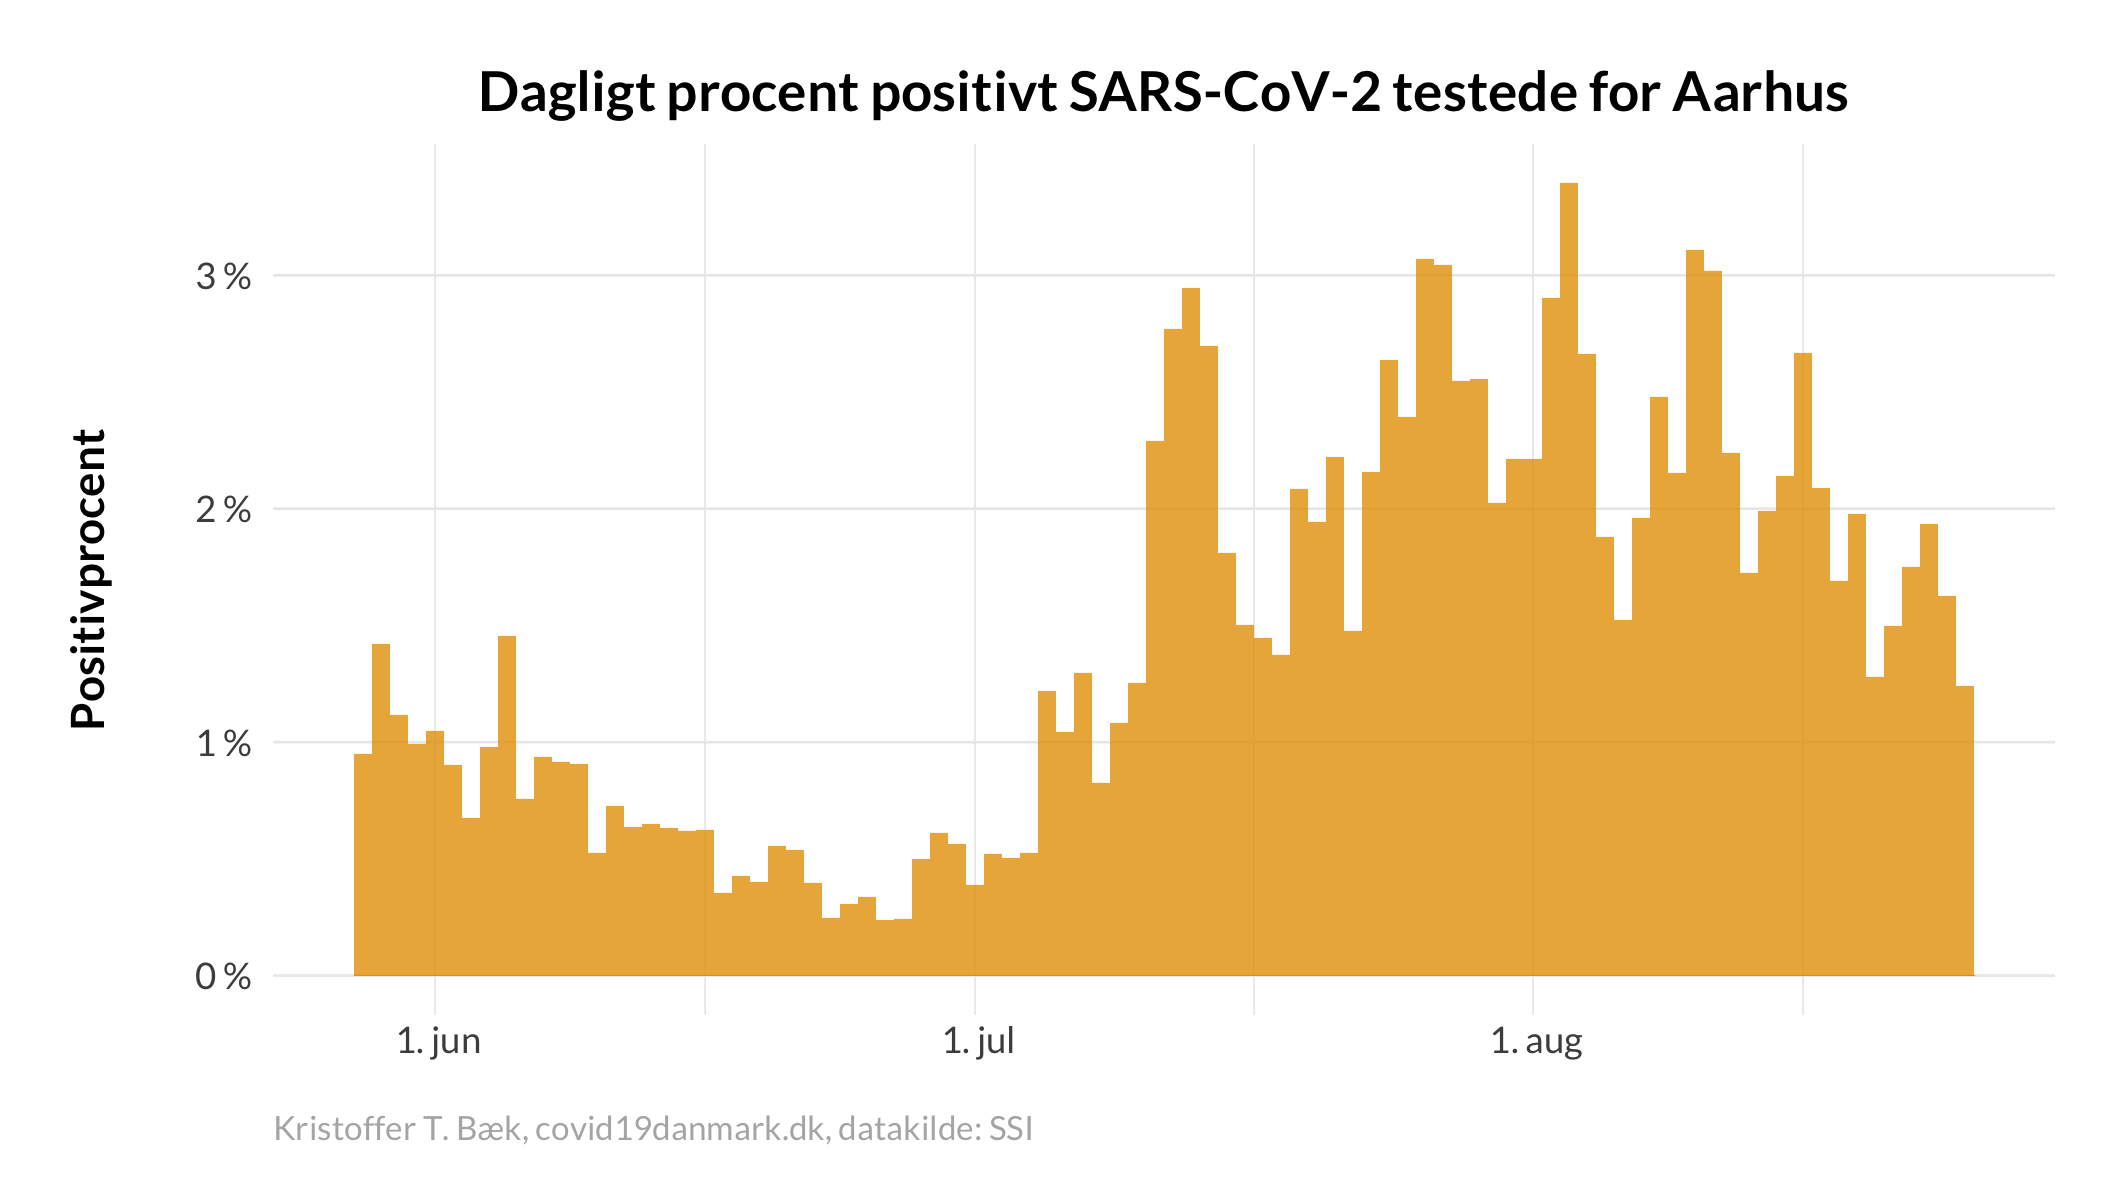 Dagligt procent positivt SARS-CoV-2 testede for Aarhus
Positivprocent
3 %
2 %
1 %
0 %
1. jun
1. jul
1. aug
Kristoffer T. Bæk, covid19danmark.dk, datakilde: SSI